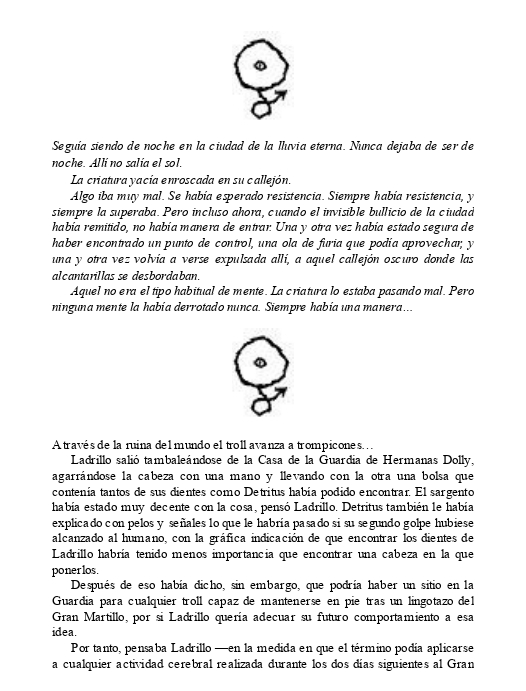 Seguía siendo de noche en la ciudad de la lluvia eterna. Nunca dejaba de ser de
noche. Allí no salía el sol.
La criatura yacía enroscada en su callejón.
Algo iba muy mal. Se había esperado resistencia. Siempre había resistencia, y
siempre la superaba. Pero incluso ahora, cuando el invisible bullicio de la ciudad
había remitido, no había manera de entrar. Una y otra vez había estado segura de
haber encontrado un punto de control, una ola de furia que podía aprovechar, y
una y otra vez volvía a verse expulsada allí, a aquel callejón oscuro donde las
alcantarillas se desbordaban.
Aquel no era el tipo habitual de mente. La criatura lo estaba pasando mal. Pero
ninguna mente la había derrotado nunca. Siempre había una manera…
A través de la ruina del mundo el troll avanza a trompicones…
Ladrillo salió tambaleándose de la Casa de la Guardia de Hermanas Dolly,
agarrándose la cabeza con una mano y llevando con la otra una bolsa que
contenía tantos de sus dientes como Detritus había podido encontrar. El sargento
había estado muy decente con la cosa, pensó Ladrillo. Detritus también le había
explicado con pelos y señales lo que le habría pasado si su segundo golpe hubiese
alcanzado al humano, con la gráfica indicación de que encontrar los dientes de
Ladrillo habría tenido menos importancia que encontrar una cabeza en la que
ponerlos.
Después de eso había dicho, sin embargo, que podría haber un sitio en la
Guardia para cualquier troll capaz de mantenerse en pie tras un lingotazo del
Gran Martillo, por si Ladrillo quería adecuar su futuro comportamiento a esa
idea.
Por tanto, pensaba Ladrillo —en la medida en que el término podía aplicarse
a cualquier actividad cerebral realizada durante los dos días siguientes al Gran